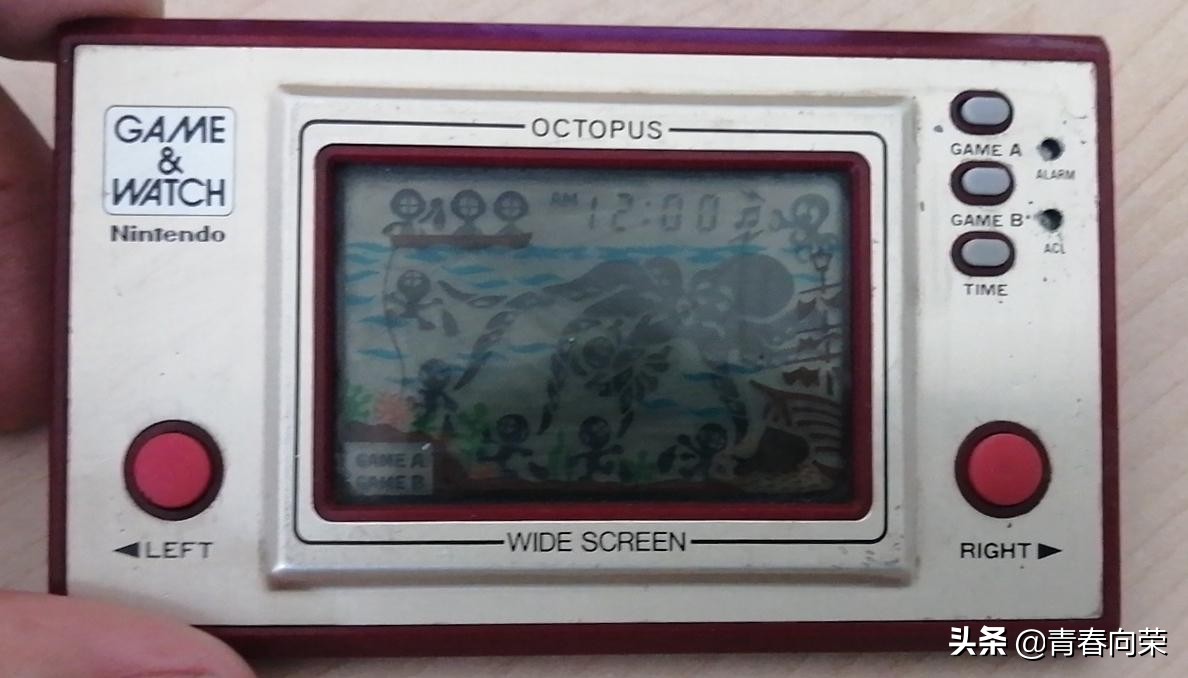 GAME
&
WATCH
Nintendo
OCTOPUS
AM 12:00
GAME A
ALARM
GAME B
ACL
TIME
GAME A
GAME B
◀LEFT
WIDE SCREEN
RIGHT▶
头条 @青春向荣